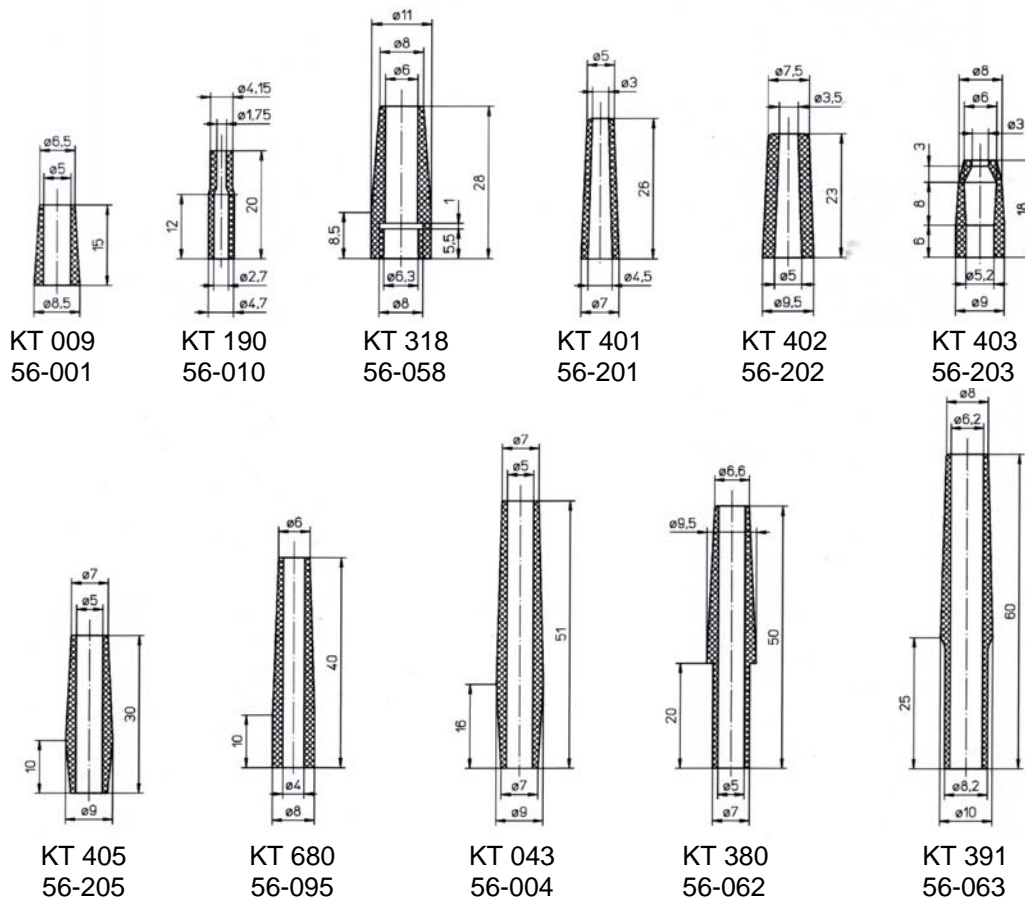 ø6,5
ø5
15
ø8,5
KT 009
56-001
ø4,15
ø1,75
12
20
ø2,7
ø4,7
KT 190
56-010
ø11
ø8
ø6
28
8,5
1
5,5
ø6,3
ø8
KT 318
56-058
ø5
ø3
26
ø4,5
ø7
KT 401
56-201
ø7,5
ø3,5
23
ø5
ø9,5
KT 402
56-202
ø8
ø6
ø3
3
8
6
18
ø5,2
ø9
KT 403
56-203
ø7
ø5
30
10
ø9
KT 405
56-205
ø6
40
10
ø4
ø8
KT 680
56-095
ø7
ø5
51
16
ø7
ø9
KT 043
56-004
ø6,6
ø9,5
50
20
ø5
ø7
KT 380
56-062
ø8
ø6,2
60
25
ø8,2
ø10
KT 391
56-063